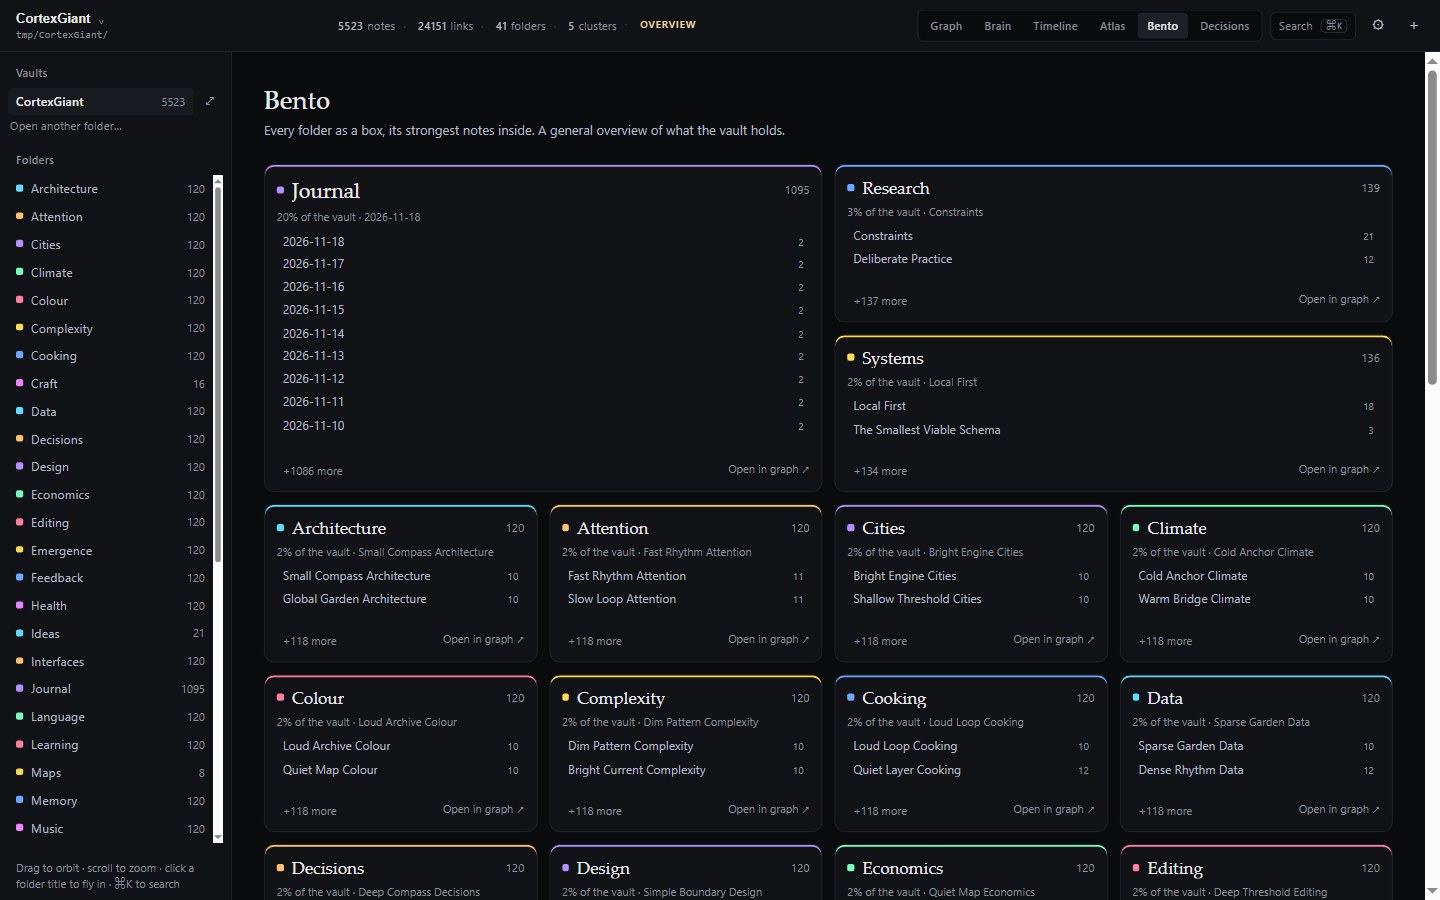 CortexGiant v
tmp/CortexGiant/
5523 notes · 24151 links · 41 folders · 5 clusters · OVERVIEW
Graph Brain Timeline Atlas Bento Decisions
Search ⌘K
⚙ +
Vaults
CortexGiant 5523 ⤢
Open another folder...
Folders
Architecture 120
Attention 120
Cities 120
Climate 120
Colour 120
Complexity 120
Cooking 120
Craft 16
Data 120
Decisions 120
Design 120
Economics 120
Editing 120
Emergence 120
Feedback 120
Health 120
Ideas 21
Interfaces 120
Journal 1095
Language 120
Learning 120
Maps 8
Memory 120
Music 120
Drag to orbit · scroll to zoom · click a
folder title to fly in · ⌘K to search
Bento
Every folder as a box, its strongest notes inside. A general overview of what the vault holds.
Journal 1095
20% of the vault · 2026-11-18
2026-11-18 2
2026-11-17 2
2026-11-16 2
2026-11-15 2
2026-11-14 2
2026-11-13 2
2026-11-12 2
2026-11-11 2
2026-11-10 2
+1086 more Open in graph ↗
Research 139
3% of the vault · Constraints
Constraints 21
Deliberate Practice 12
+137 more Open in graph ↗
Systems 136
2% of the vault · Local First
Local First 18
The Smallest Viable Schema 3
+134 more Open in graph ↗
Architecture 120
2% of the vault · Small Compass Architecture
Small Compass Architecture 10
Global Garden Architecture 10
+118 more Open in graph ↗
Attention 120
2% of the vault · Fast Rhythm Attention
Fast Rhythm Attention 11
Slow Loop Attention 11
+118 more Open in graph ↗
Cities 120
2% of the vault · Bright Engine Cities
Bright Engine Cities 10
Shallow Threshold Cities 10
+118 more Open in graph ↗
Climate 120
2% of the vault · Cold Anchor Climate
Cold Anchor Climate 10
Warm Bridge Climate 10
+118 more Open in graph ↗
Colour 120
2% of the vault · Loud Archive Colour
Loud Archive Colour 10
Quiet Map Colour 10
+118 more Open in graph ↗
Complexity 120
2% of the vault · Dim Pattern Complexity
Dim Pattern Complexity 10
Bright Current Complexity 10
+118 more Open in graph ↗
Cooking 120
2% of the vault · Loud Loop Cooking
Loud Loop Cooking 10
Quiet Layer Cooking 12
+118 more Open in graph ↗
Data 120
2% of the vault · Sparse Garden Data
Sparse Garden Data 10
Dense Rhythm Data 12
+118 more Open in graph ↗
Decisions 120
2% of the vault · Deep Compass Decisions
Design 120
2% of the vault · Simple Boundary Design
Economics 120
2% of the vault · Quiet Map Economics
Editing 120
2% of the vault · Deep Threshold Editing